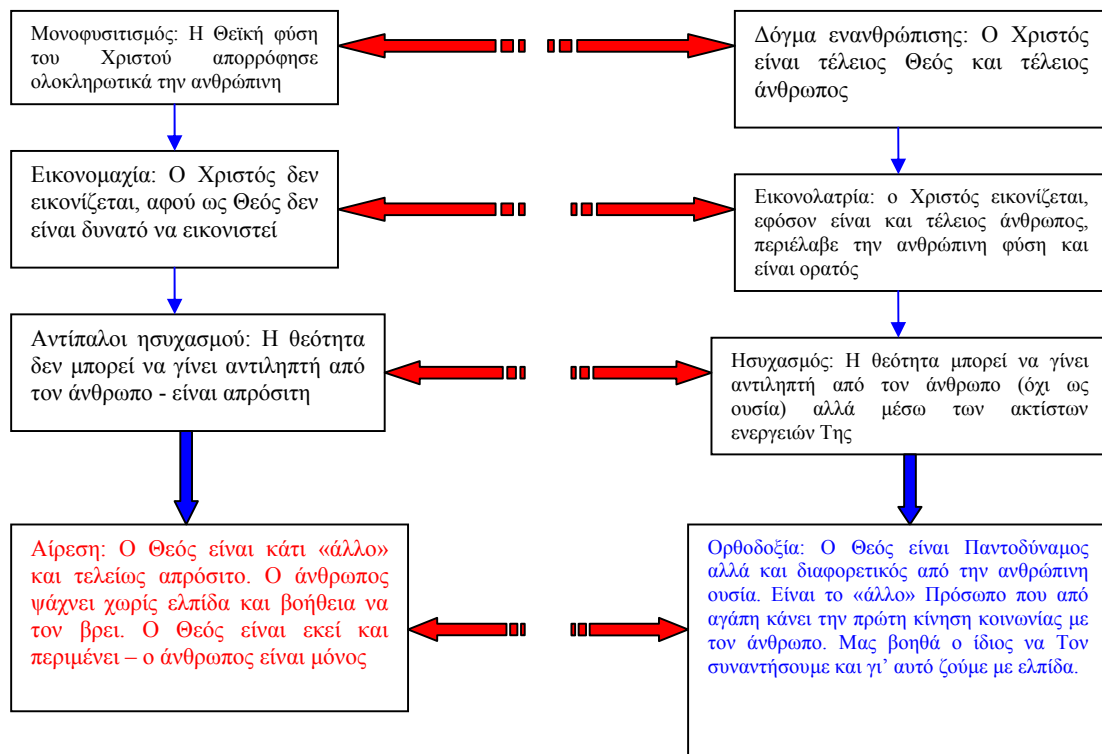 Μονοφυσιτισμός: Η Θεϊκή φύση
του Χριστού απορρόφησε
ολοκληρωτικά την ανθρώπινη
Δόγμα ενανθρώπισης: Ο Χριστός
είναι τέλειος Θεός και τέλειος
άνθρωπος
Εικονομαχία: Ο Χριστός δεν
εικονίζεται, αφού ως Θεός δεν
είναι δυνατό να εικονιστεί
Εικονολατρία: ο Χριστός εικονίζεται,
εφόσον είναι και τέλειος άνθρωπος,
περιέλαβε την ανθρώπινη φύση και
είναι ορατός
Αντίπαλοι ησυχασμού: Η θεότητα
δεν μπορεί να γίνει αντιληπτή από
τον άνθρωπο - είναι απρόσιτη
Ησυχασμός: Η θεότητα μπορεί να γίνει
αντιληπτή από τον άνθρωπο (όχι ως
ουσία) αλλά μέσω των ακτίστων
ενεργειών Της
Αίρεση: Ο Θεός είναι κάτι «άλλο»
και τελείως απρόσιτο. Ο άνθρωπος
ψάχνει χωρίς ελπίδα και βοήθεια να
τον βρει. Ο Θεός είναι εκεί και
περιμένει – ο άνθρωπος είναι μόνος
Ορθοδοξία: Ο Θεός είναι Παντοδύναμος
αλλά και διαφορετικός από την ανθρώπινη
ουσία. Είναι το «άλλο» Πρόσωπο που από
αγάπη κάνει την πρώτη κίνηση κοινωνίας με
τον άνθρωπο. Μας βοηθά ο ίδιος να Τον
συναντήσουμε και γι’ αυτό ζούμε με ελπίδα.